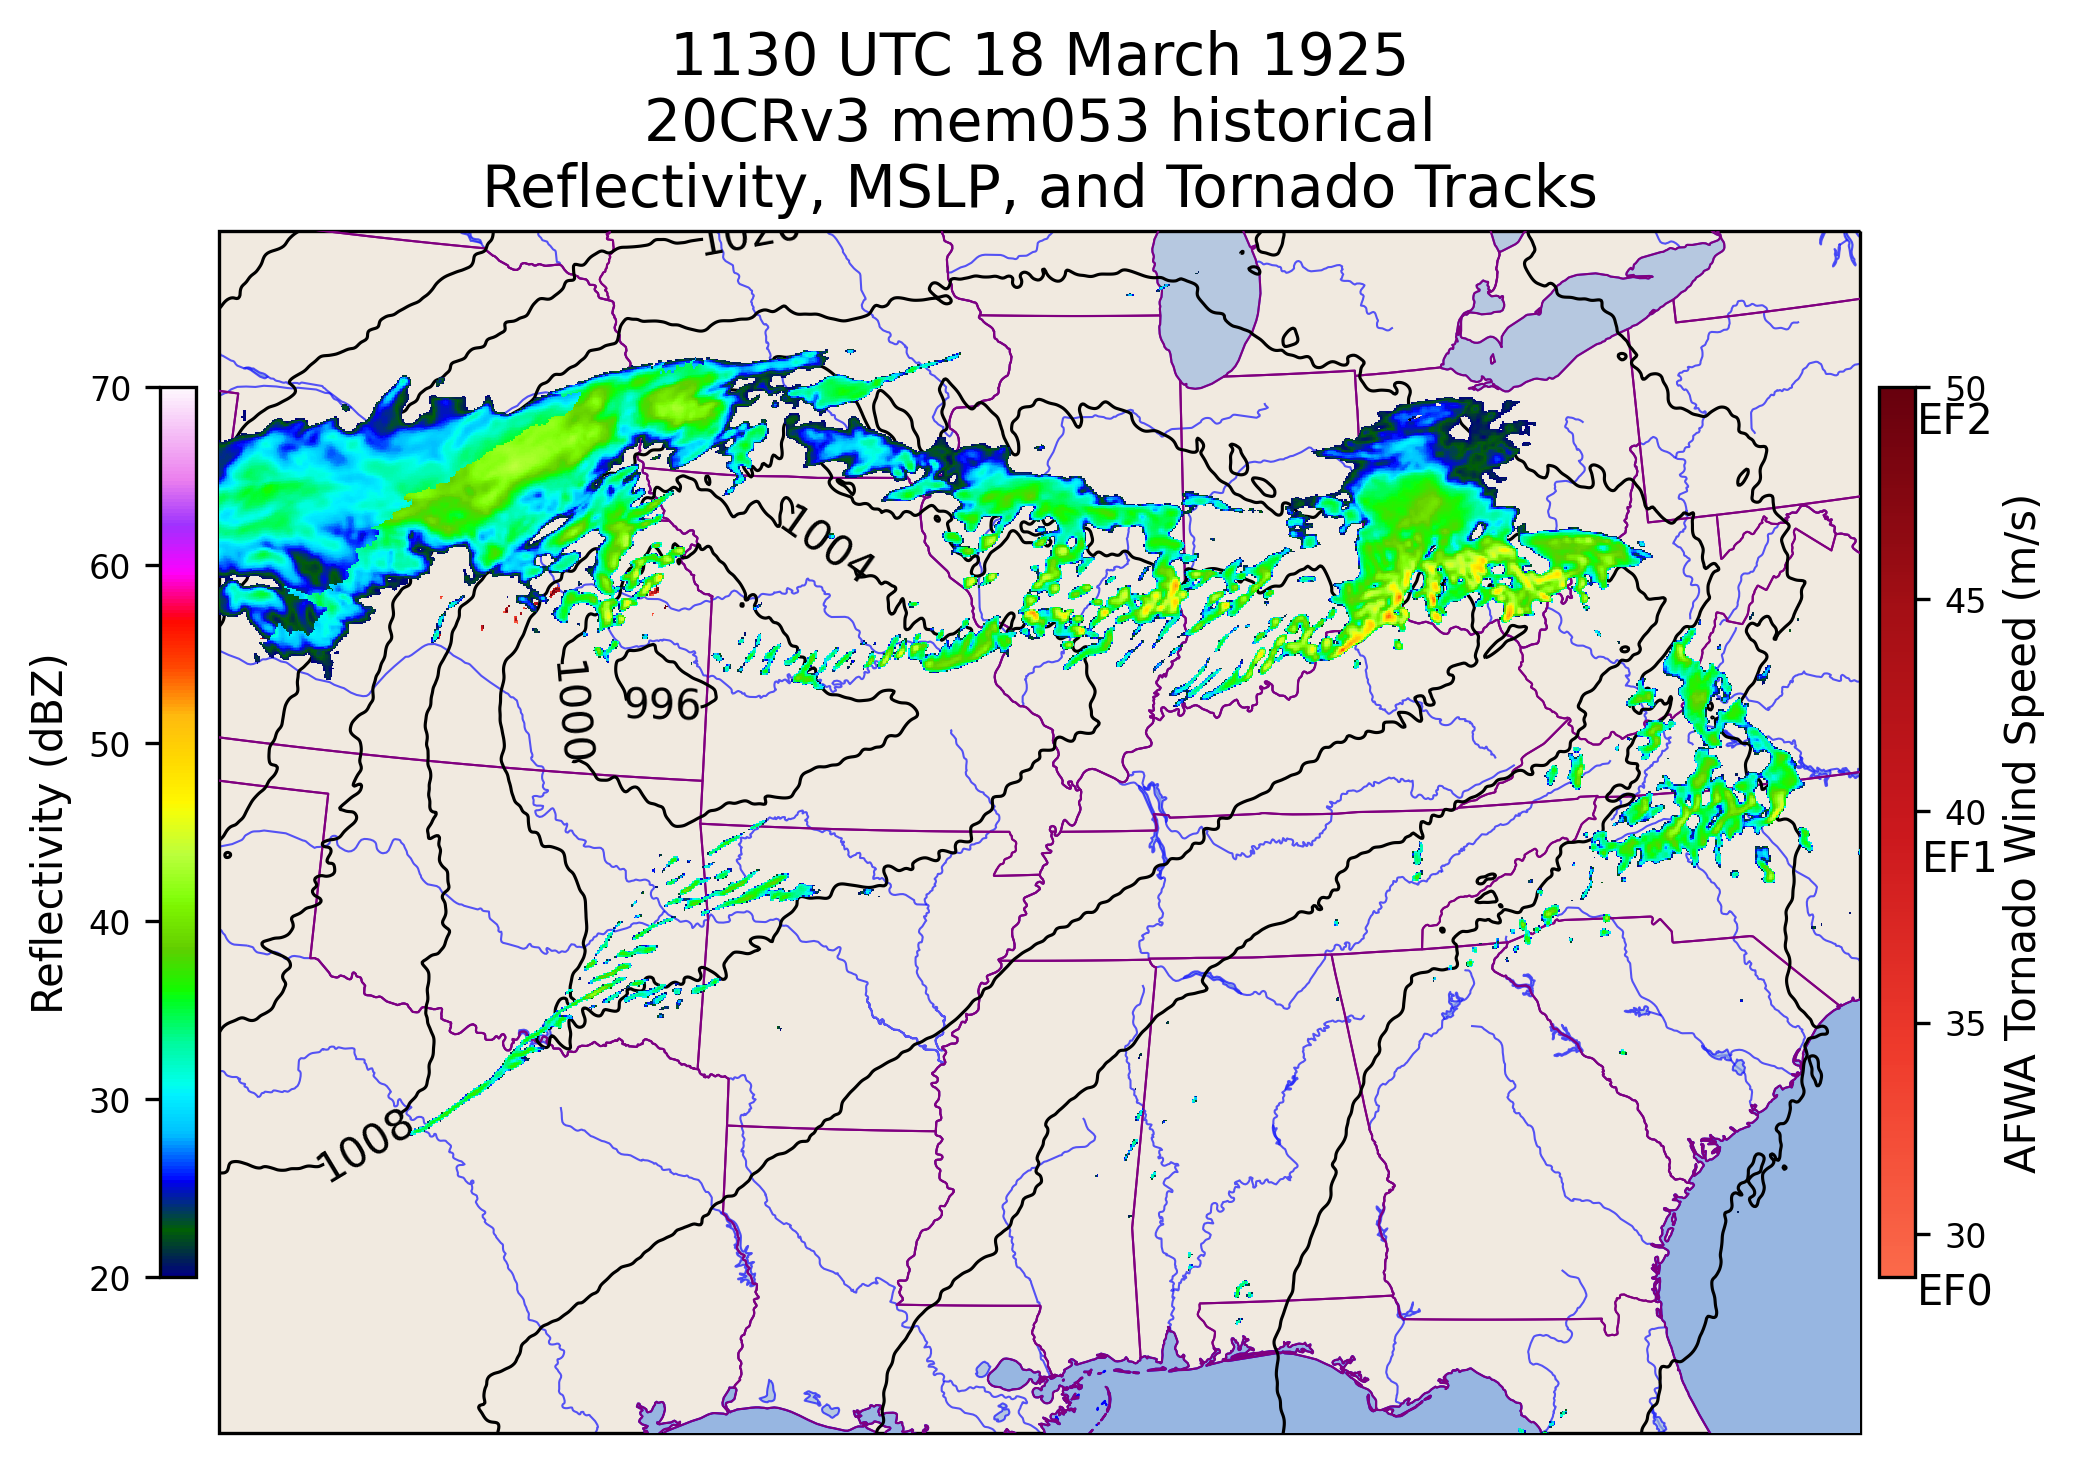 1130 UTC 18 March 1925
20CRv3 mem053 historical
Reflectivity, MSLP, and Tornado Tracks
70
60
50
40
30
20
Reflectivity (dBZ)
1004
1000
996
1008
50
EF2
45
40
EF1
35
30
EF0
AFWA Tornado Wind Speed (m/s)